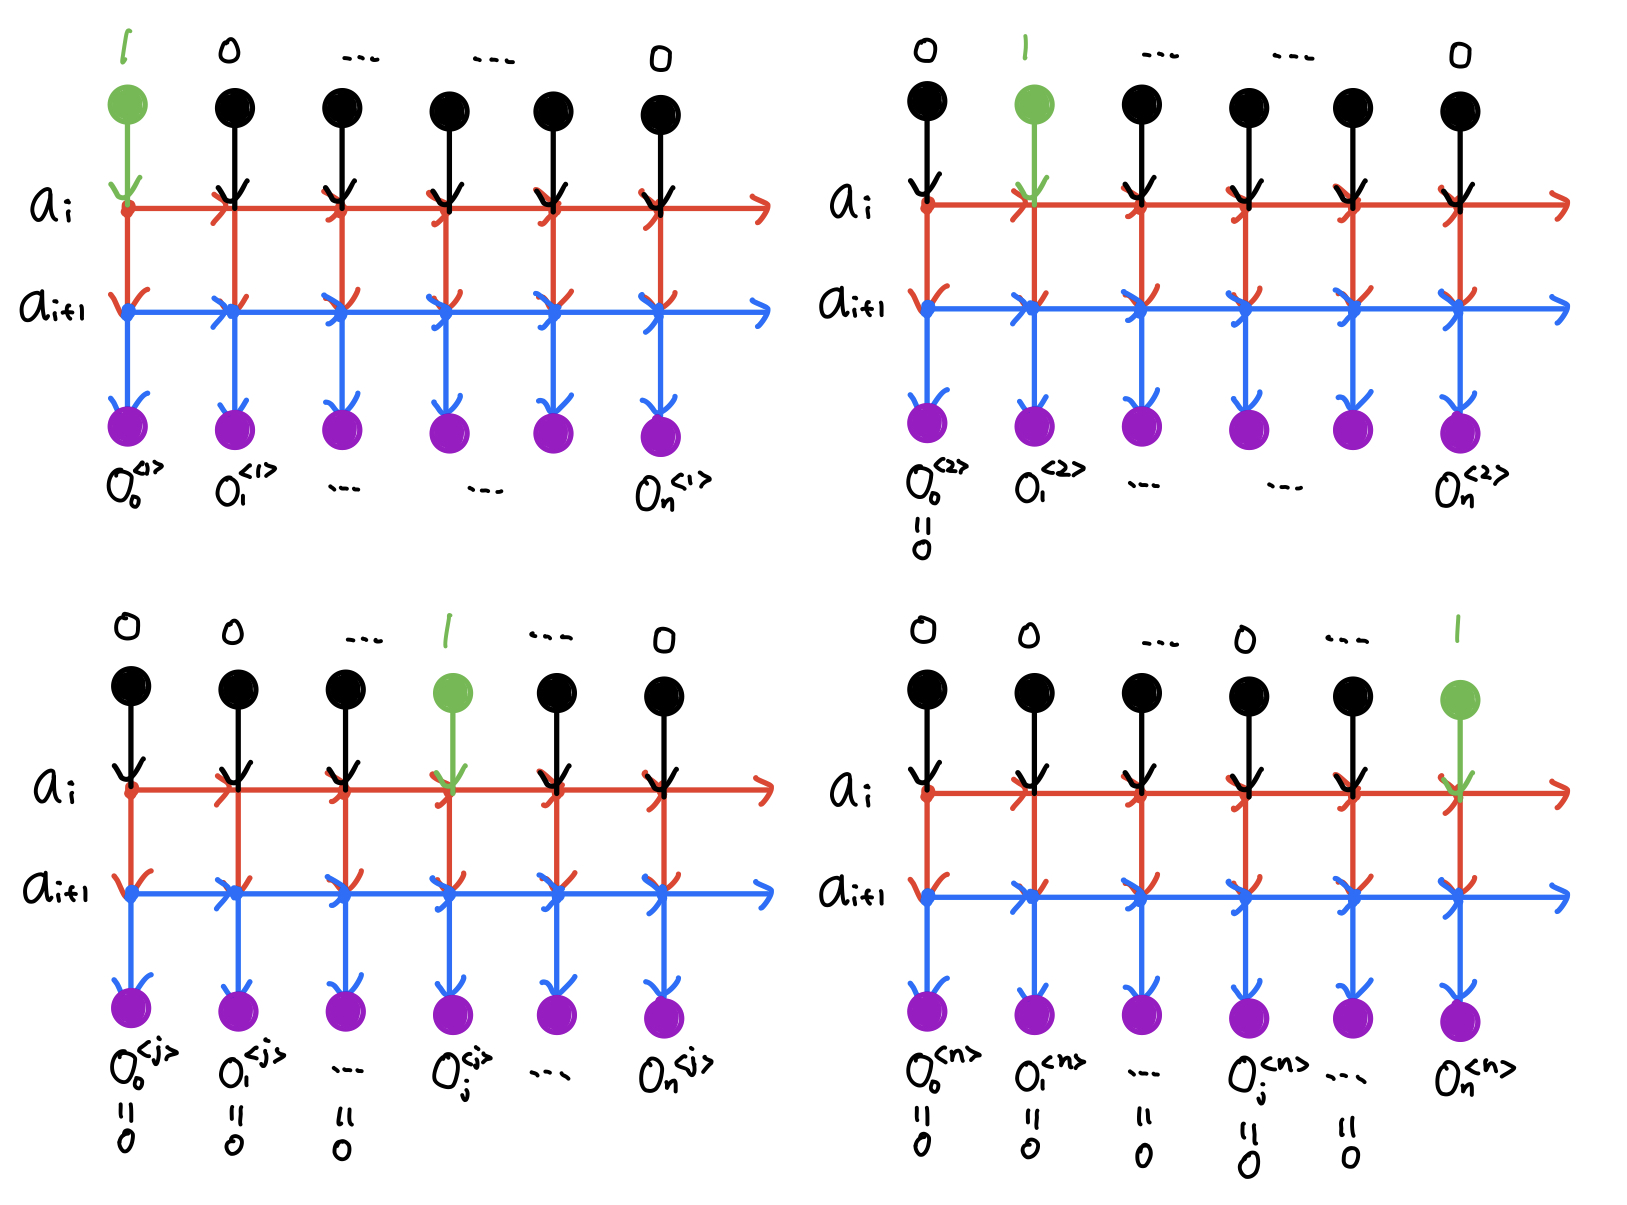 1 0 ... ... 0
a_i
a_{i+1}
O_0^{<1>} O_1^{<1>} ... ... O_n^{<1>}
0 1 ... ... 0
a_i
a_{i+1}
O_0^{<2>} O_1^{<2>} ... ... O_n^{<2>}
=
0
0 0 ... 1 ... 0
a_i
a_{i+1}
O_0^{<j>} O_1^{<j>} ... O_j^{<j>} ... O_n^{<j>}
= = =
0 0 0
0 0 ... 0 ... 1
a_i
a_{i+1}
O_0^{<n>} O_1^{<n>} ... O_j^{<n>} ... O_n^{<n>}
= = = = =
0 0 0 0 0